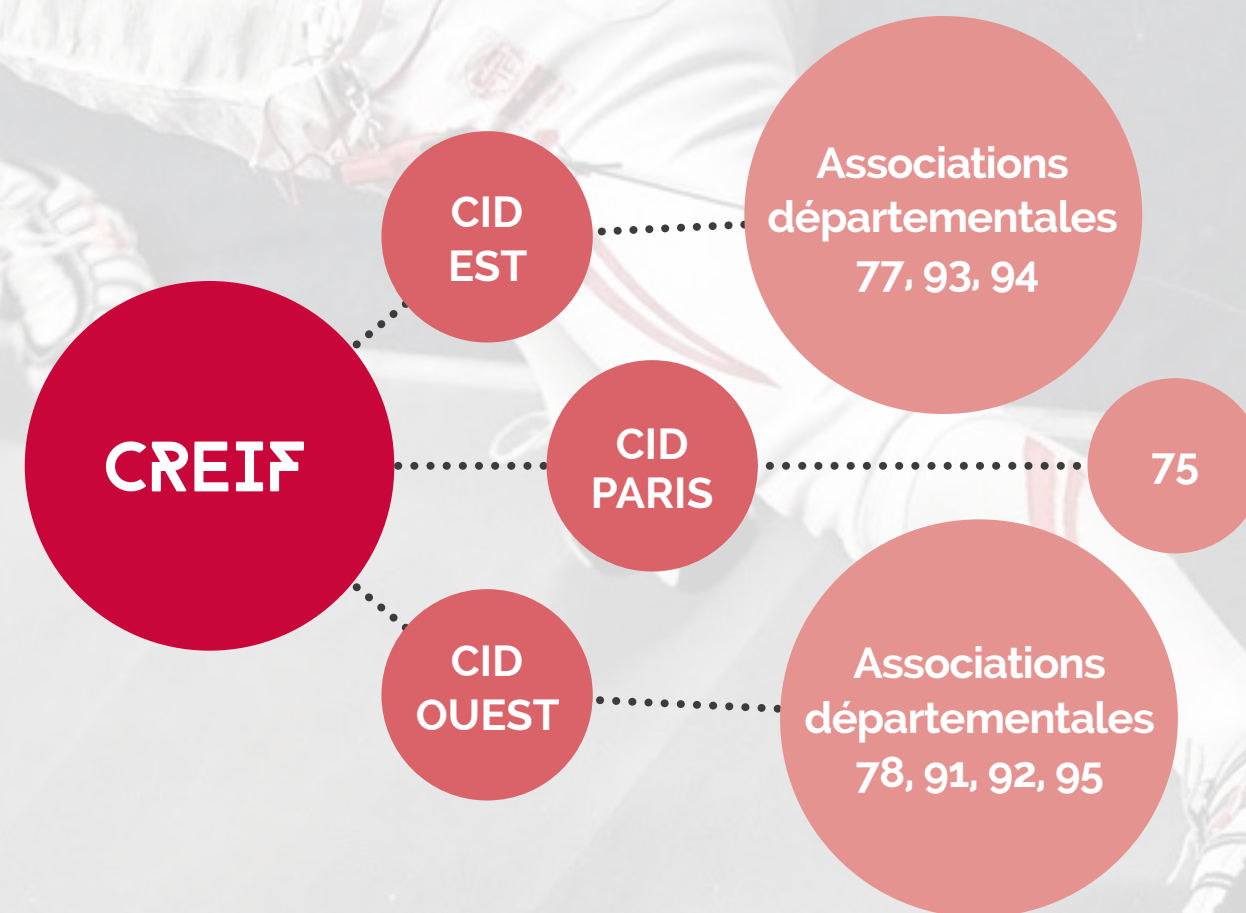 CREIF
CID
EST
Associations
départementales
77, 93, 94
CID
PARIS
75
CID
OUEST
Associations
départementales
78, 91, 92, 95